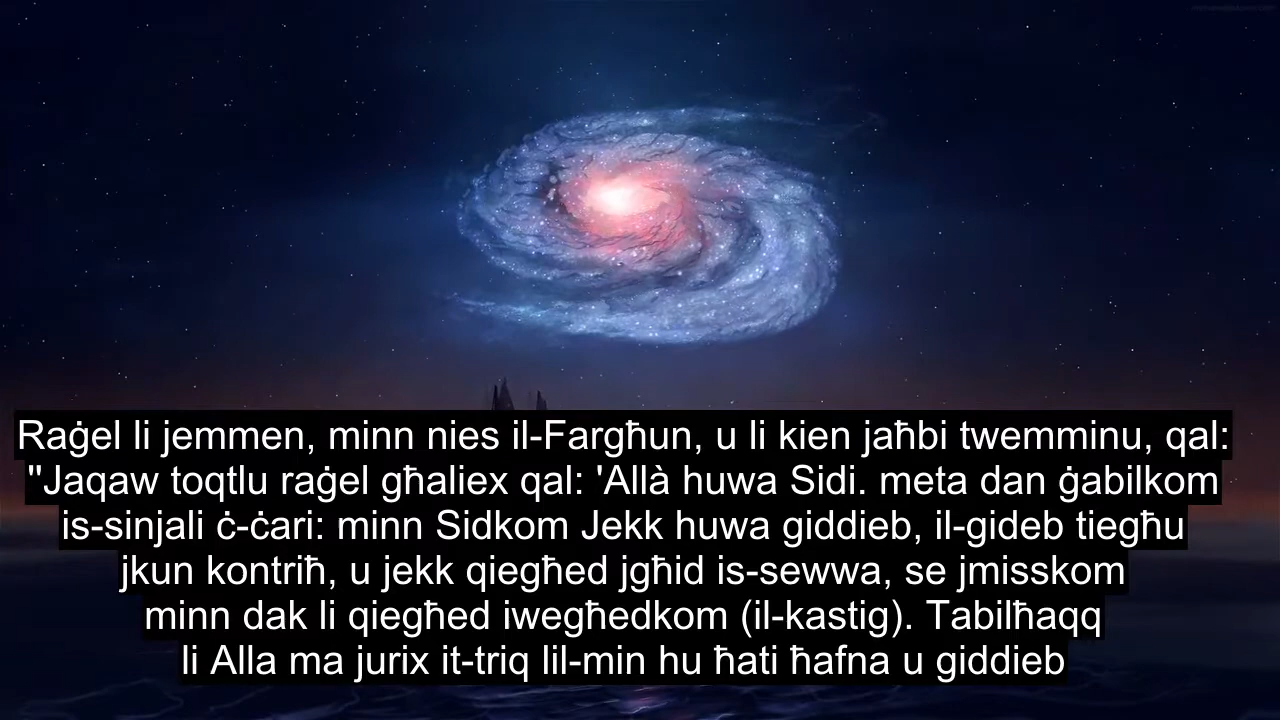 Raġel li jemmen, minn nies il-Fargħun, u li kien jaħbi twemminu, qal:
"Jaqaw toqtlu raġel għaliex qal: 'Allà huwa Sidi. meta dan ġabilkom
is-sinjali ċ-ċari: minn Sidkom Jekk huwa giddieb, il-gideb tiegħu
jkun kontriħ, u jekk qiegħed jgħid is-sewwa, se jmisskom
minn dak li qiegħed iwegħedkom (il-kastig). Tabilħaqq
li Alla ma jurix it-triq lil-min hu ħati ħafna u giddieb